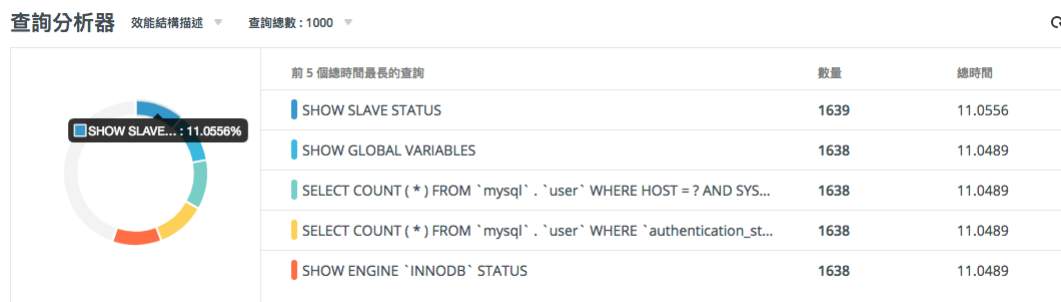 查詢分析器 效能結構描述 查詢總數 : 1000
前 5 個總時間最長的查詢 數量 總時間
SHOW SLAVE STATUS 1639 11.0556
SHOW SLAVE... : 11.0556%
SHOW GLOBAL VARIABLES 1638 11.0489
SELECT COUNT ( * ) FROM `mysql` . `user` WHERE HOST = ? AND SYS... 1638 11.0489
SELECT COUNT ( * ) FROM `mysql` . `user` WHERE `authentication_st... 1638 11.0489
SHOW ENGINE `INNODB` STATUS 1638 11.0489